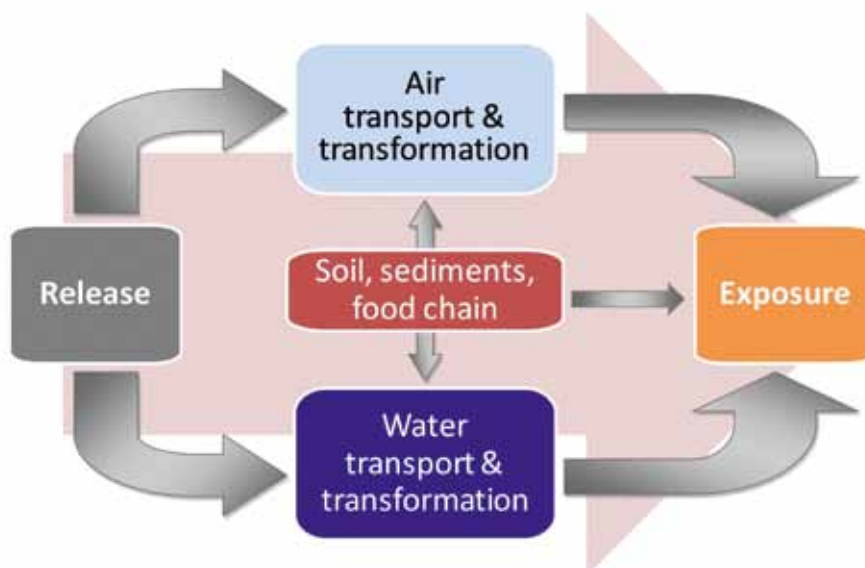 Air
transport &
transformation
Release
Soil, sediments,
food chain
Exposure
Water
transport &
transformation